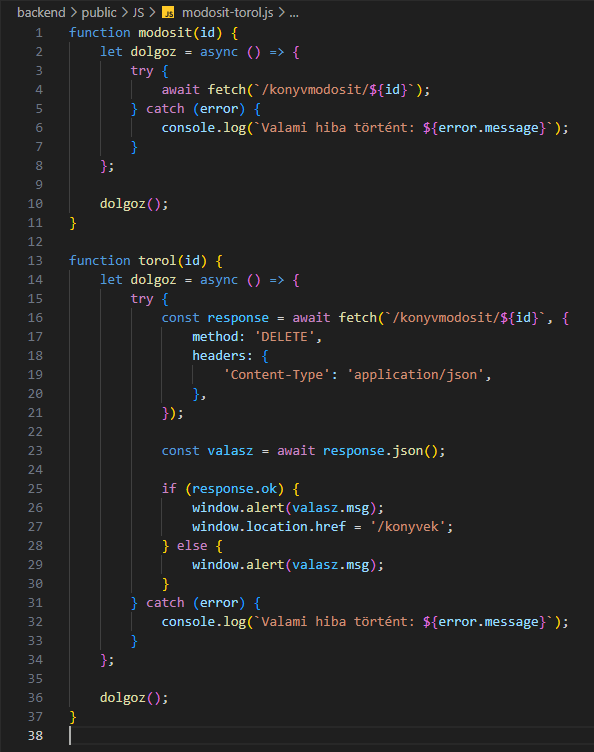 backend > public > JS > JS modosit-torol.js > ...
1 function modosit(id) {
2     let dolgoz = async () => {
3         try {
4             await fetch(`/konyvmodosit/${id}`);
5         } catch (error) {
6             console.log(`Valami hiba történt: ${error.message}`);
7         }
8     };
9
10     dolgoz();
11 }
12
13 function torol(id) {
14     let dolgoz = async () => {
15         try {
16             const response = await fetch(`/konyvmodosit/${id}`, {
17                 method: 'DELETE',
18                 headers: {
19                     'Content-Type': 'application/json',
20                 },
21             });
22
23             const valasz = await response.json();
24
25             if (response.ok) {
26                 window.alert(valasz.msg);
27                 window.location.href = '/konyvek';
28             } else {
29                 window.alert(valasz.msg);
30             }
31         } catch (error) {
32             console.log(`Valami hiba történt: ${error.message}`);
33         }
34     };
35
36     dolgoz();
37 }
38